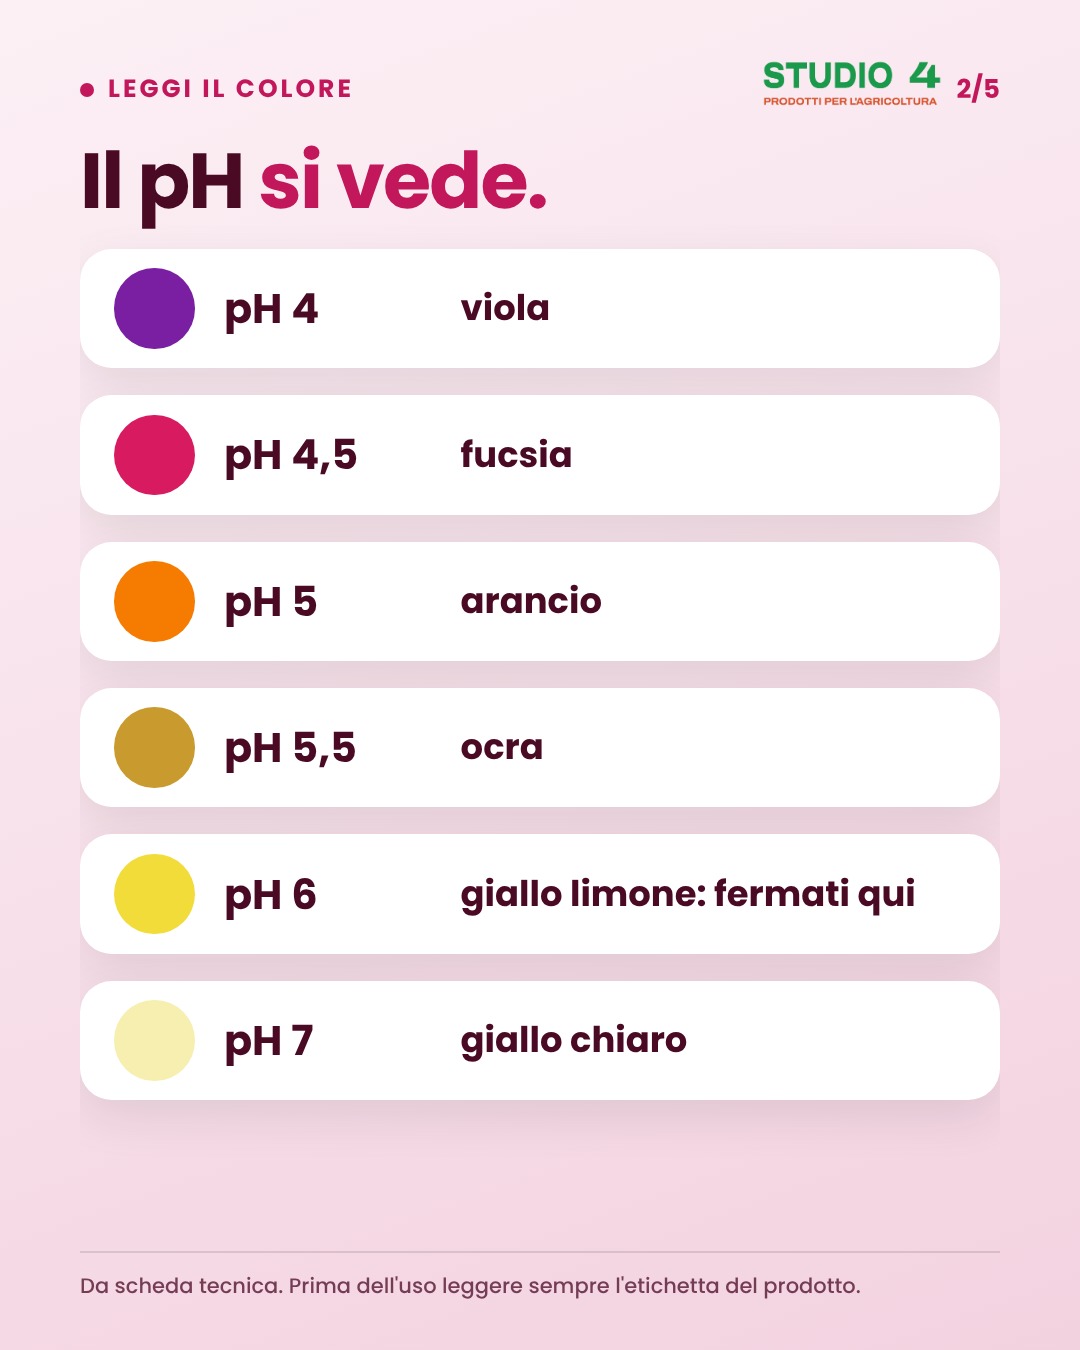 LEGGI IL COLORE
STUDIO 4
PRODOTTI PER L'AGRICOLTURA
2/5
Il pH si vede.
pH 4 viola
pH 4,5 fucsia
pH 5 arancio
pH 5,5 ocra
pH 6 giallo limone: fermati qui
pH 7 giallo chiaro
Da scheda tecnica. Prima dell'uso leggere sempre l'etichetta del prodotto.